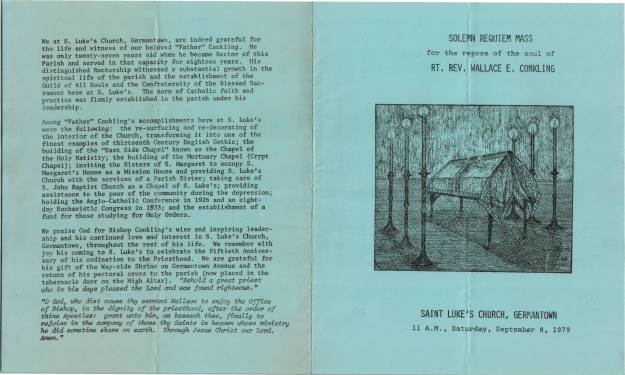 We at S. Luke's Church, Germantown, are indeed grateful for
the life and witness of our beloved "Father" Conkling. He
was only twenty-seven years old when he became Rector of this
Parish and served in that capacity for eighteen years. His
distinguished Rectorship witnessed a substantial growth in the
spiritual life of the parish and the establishment of the
Guild of All Souls and the Confraternity of the Blessed Sac-
rament here at S. Luke's. The norm of Catholic faith and
practice was firmly established in the parish under his
leadership.
Among "Father" Conkling's accomplishments here at S. Luke's
were the following: the re-surfacing and re-decorating of
the interior of the Church, transforming it into one of the
finest examples of thirteenth Century English Gothic; the
building of the "East Side Chapel" known as the Chapel of
the Holy Nativity; the building of the Mortuary Chapel (Crypt
Chapel); inviting the Sisters of S. Margaret to occupy S.
Margaret's House as a Mission House and providing S. Luke's
Church with the services of a Parish Sister; taking care of
S. John Baptist Church as a Chapel of S. Luke's; providing
assistance to the poor of the community during the depression;
holding the Anglo-Catholic Conference in 1926 and an eight-
day Eucharistic Congress in 1933; and the establishment of a
fund for those studying for Holy Orders.
We praise God for Bishop Conkling's wise and inspiring leader-
ship and his continued love and interest in S. Luke's Church,
Germantown, throughout the rest of his life. We remember with
joy his coming to S. Luke's to celebrate the Fiftieth Anniver-
sary of his ordination to the Priesthood. We are grateful for
his gift of the Way-side Shrine on Germantown Avenue and the
return of his pectoral cross to the parish (now placed in the
tabernacle door on the High Altar). "Behold a great priest
who in his days pleased the Lord and was found righteous."
"O God, who didst cause thy servant Wallace to enjoy the Office
of Bishop, in the dignity of the priesthood, after the order of
thine Apostles: grant unto him, we beseech thee, finally to
rejoice in the company of those thy Saints in heaven whose ministry
he did sometime share on earth. Through Jesus Christ our Lord.
Amen."
SOLEMN REQUIEM MASS
for the repose of the soul of
RT. REV. WALLACE E. CONKLING
SAINT LUKE'S CHURCH, GERMANTOWN
11 A.M., Saturday, September 8, 1979